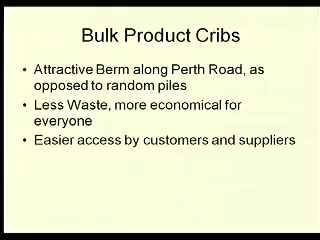 Bulk Product Cribs
• Attractive Berm along Perth Road, as
opposed to random piles
• Less Waste, more economical for
everyone
• Easier access by customers and suppliers